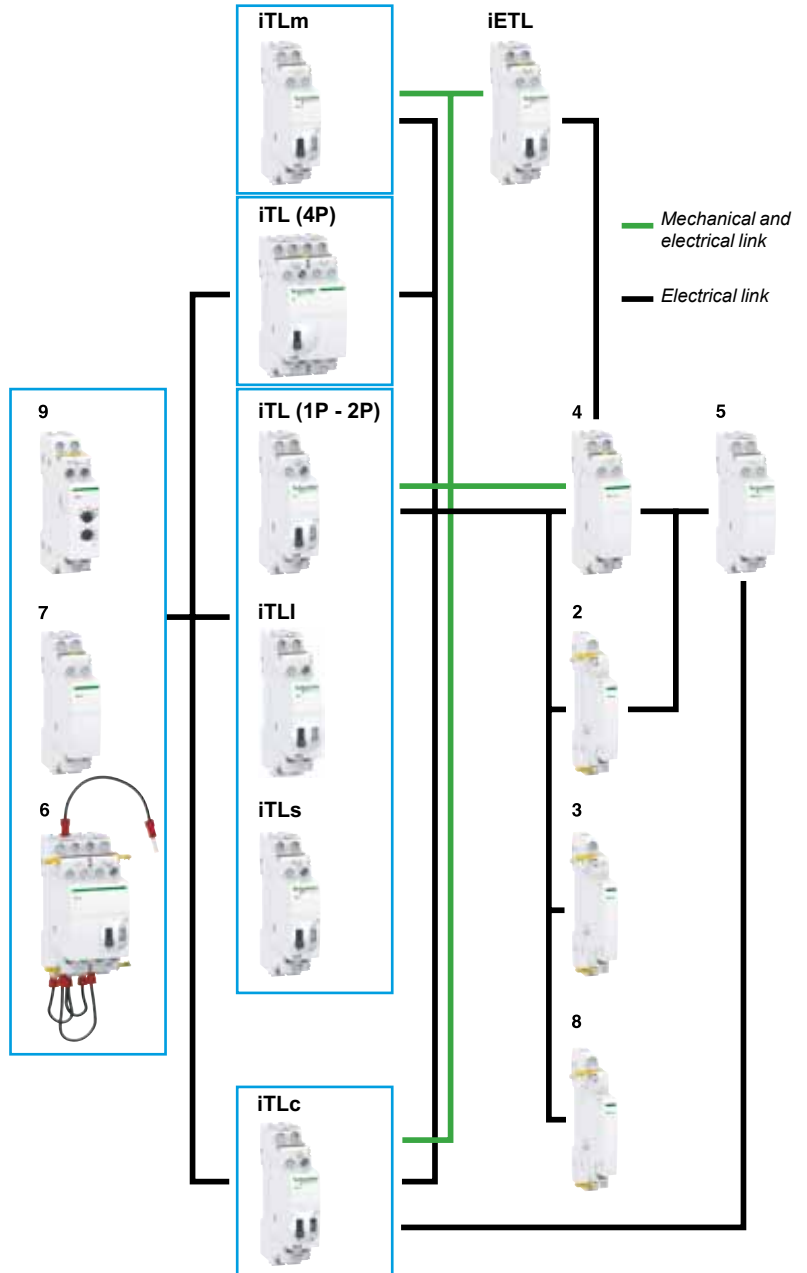 iTLm
iETL
Mechanical and
electrical link
iTL (4P)
Electrical link
9
iTL (1P - 2P)
4
5
7
iTLI
2
6
iTLs
3
8
iTLc